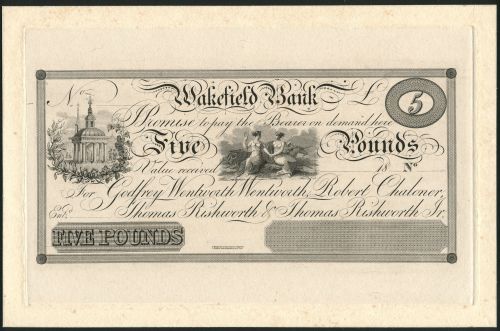 No Wakefield Bank £ 5
I Promise to pay the Bearer on demand here
Five Pounds
Value received 18 No
For Godfrey Wentworth Wentworth, Robert Chaloner,
Thomas Rishworth & Thomas Rishworth Jr.
Entd
FIVE POUNDS